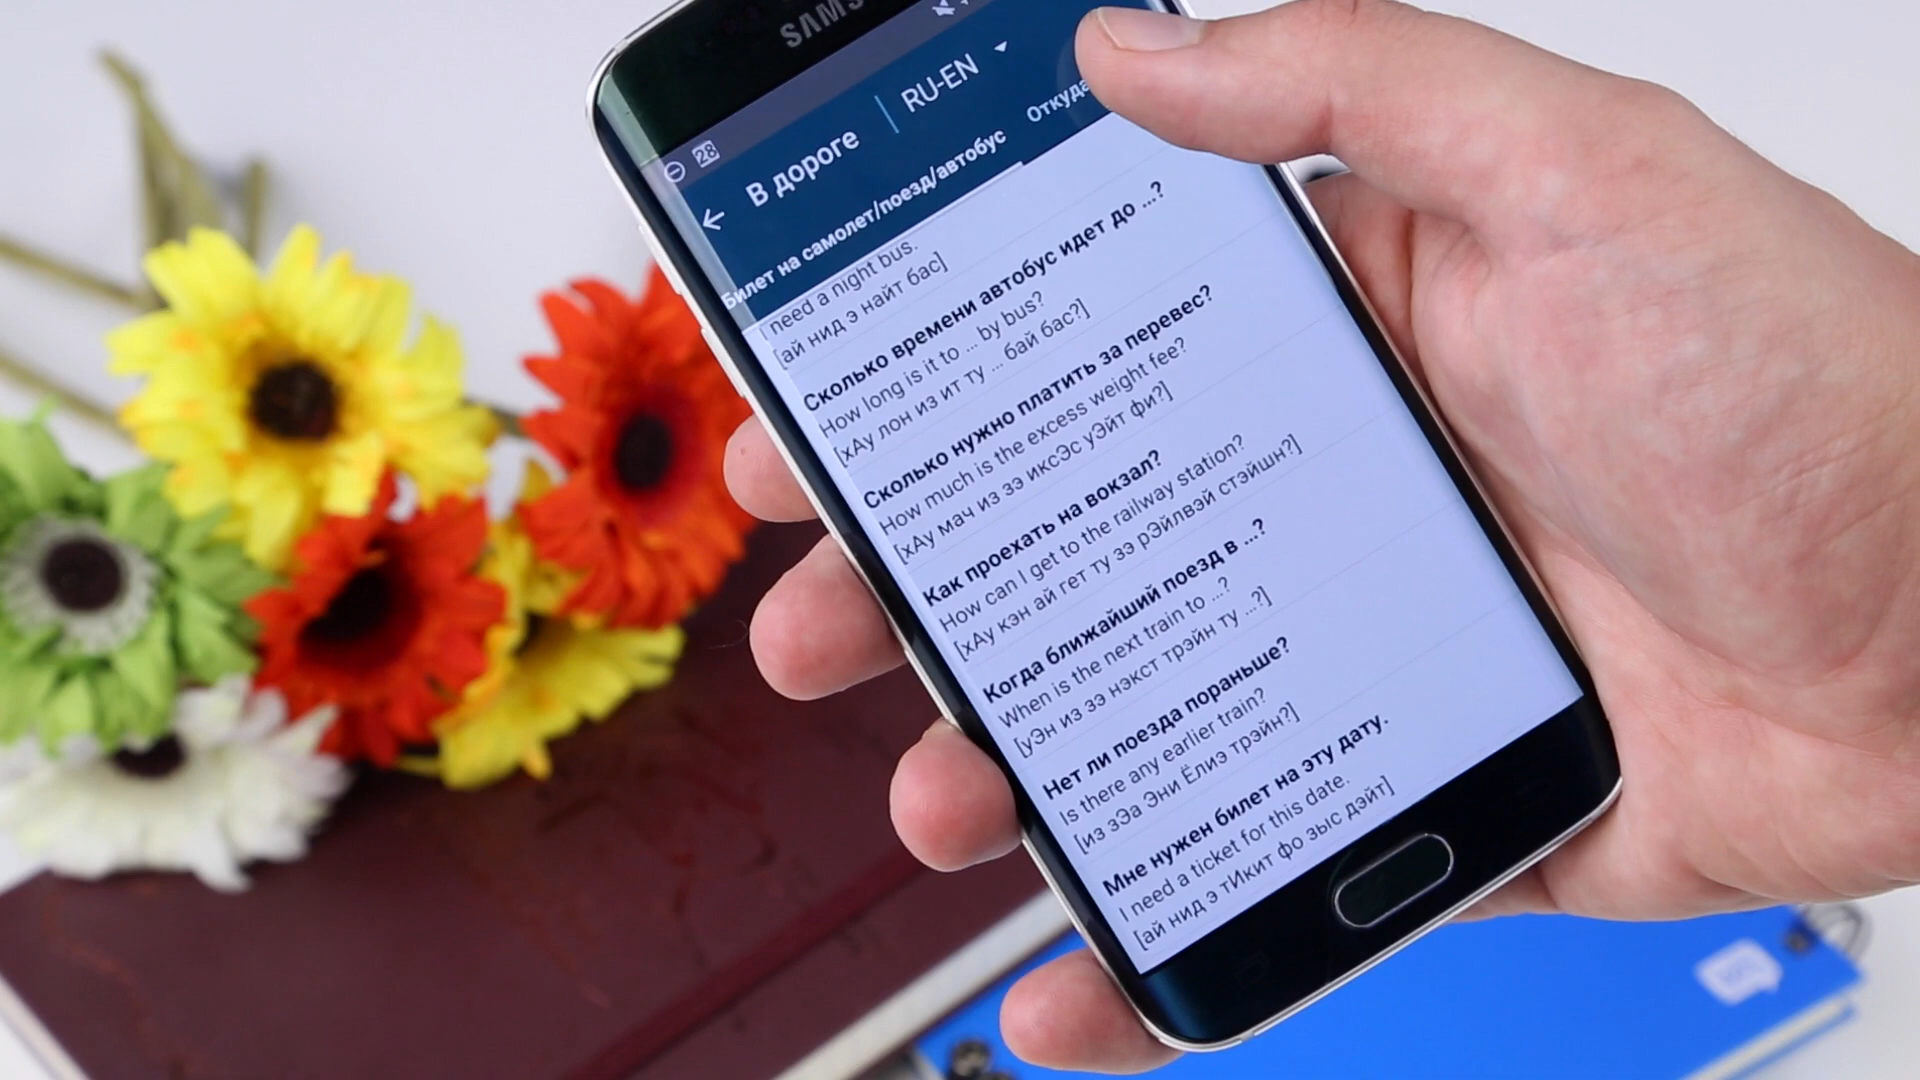 SAMS
28
В дороге
RU-EN
Билет на самолет/поезд/автобус
Откуда
need a night bus.
[ай нид э найт бас]
Сколько времени автобус идет до ...?
How long is it to ... by bus?
[хАу лон из ит ту ... бай бас?]
Сколько нужно платить за перевес?
How much is the excess weight fee?
[хАу мач из зэ иксЭс уЭйт фи?]
Как проехать на вокзал?
How can I get to the railway station?
[хАу кэн ай гет ту зэ рЭйлвэй стэйшн?]
Когда ближайший поезд в ...?
When is the next train to ...?
[уЭн из зэ нэкст трэйн ту ...?]
Нет ли поезда пораньше?
Is there any earlier train?
[из зЭа Эни Ёлиэ трэйн?]
Мне нужен билет на эту дату.
I need a ticket for this date.
[ай нид э тИкит фо зыс дэйт]